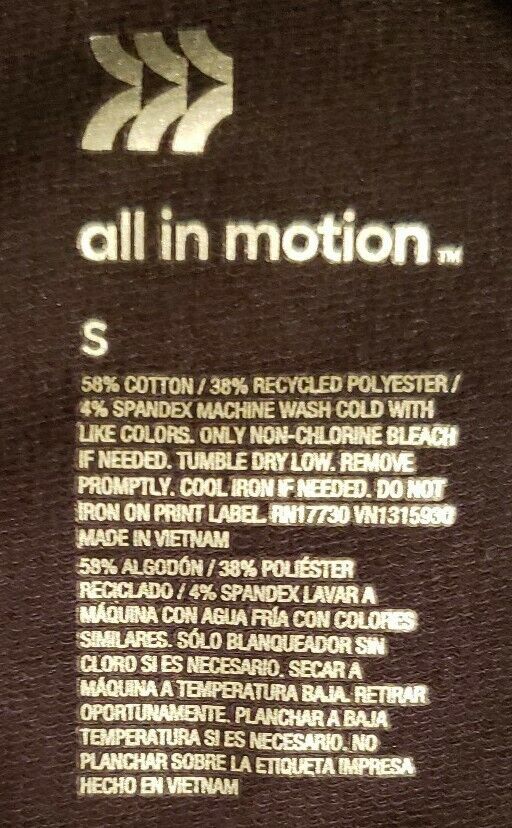 all in motion™
S
58% COTTON / 38% RECYCLED POLYESTER /
4% SPANDEX MACHINE WASH COLD WITH
LIKE COLORS. ONLY NON-CHLORINE BLEACH
IF NEEDED. TUMBLE DRY LOW. REMOVE
PROMPTLY. COOL IRON IF NEEDED. DO NOT
IRON ON PRINT LABEL. RN17730 VN1315930
MADE IN VIETNAM
58% ALGODÓN / 38% POLIÉSTER
RECICLADO / 4% SPANDEX LAVAR A
MÁQUINA CON AGUA FRÍA CON COLORES
SIMILARES. SÓLO BLANQUEADOR SIN
CLORO SI ES NECESARIO. SECAR A
MÁQUINA A TEMPERATURA BAJA. RETIRAR
OPORTUNAMENTE. PLANCHAR A BAJA
TEMPERATURA SI ES NECESARIO. NO
PLANCHAR SOBRE LA ETIQUETA IMPRESA
HECHO EN VIETNAM